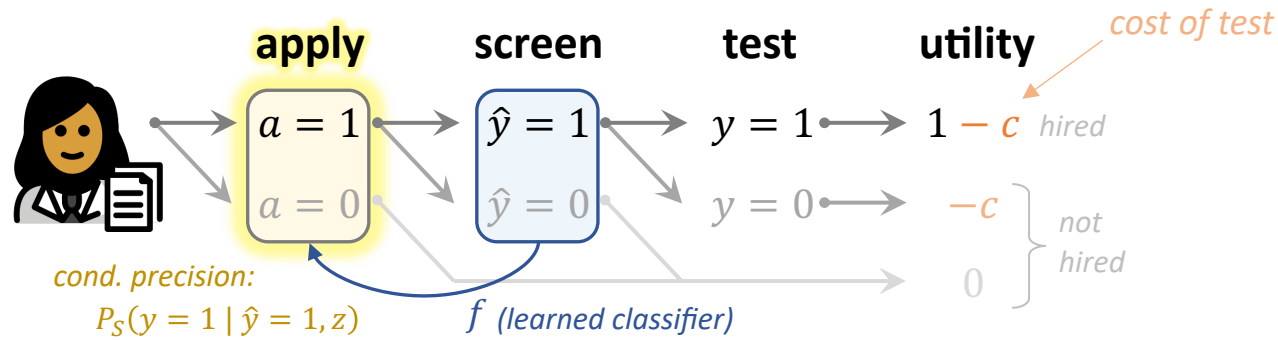 apply screen test utility cost of test
a = 1 ŷ = 1 y = 1 1 − c hired
a = 0 ŷ = 0 y = 0 −c
not
hired
0
cond. precision:
P_S(y = 1 | ŷ = 1, z)
f (learned classifier)